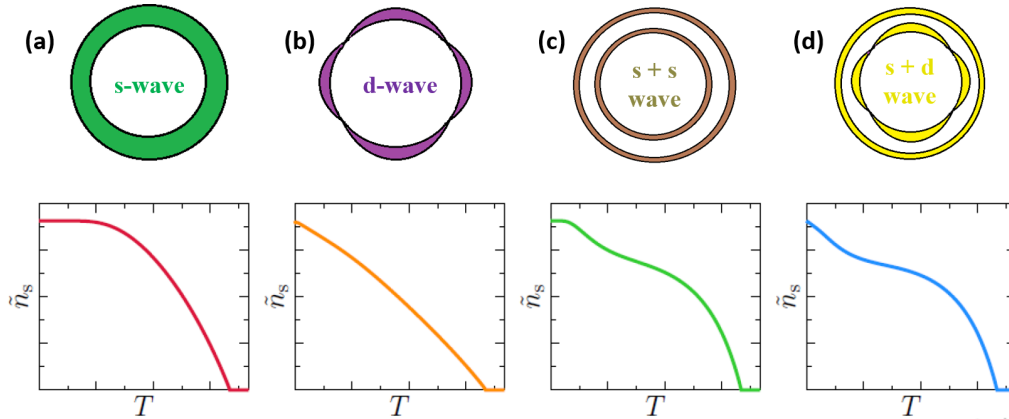 (a)
s-wave
(b)
d-wave
(c)
s + s
wave
(d)
s + d
wave
ñₛ
T
ñₛ
T
ñₛ
T
ñₛ
T